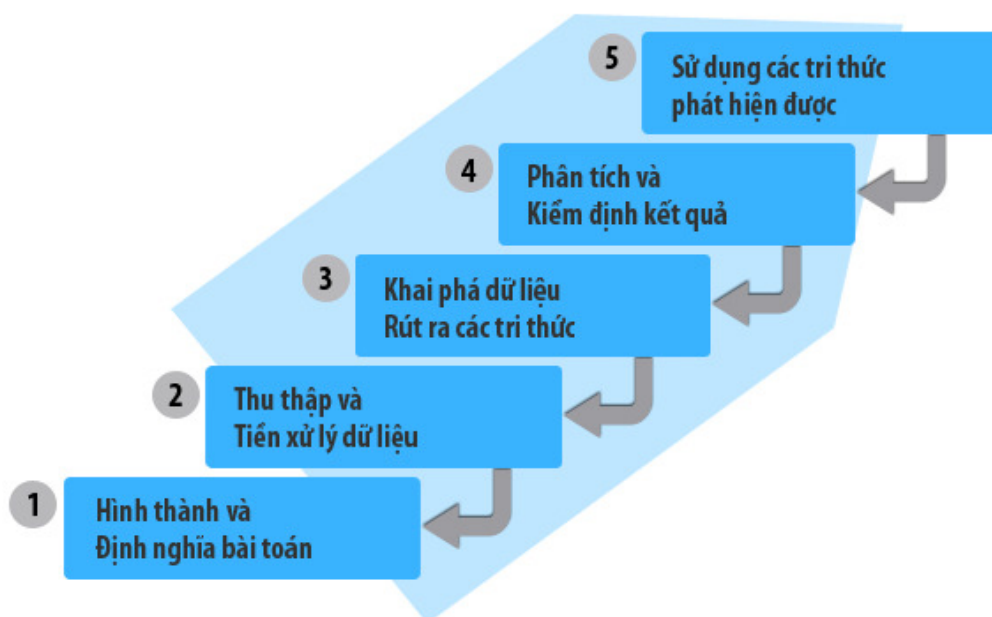 5
Sử dụng các tri thức
phát hiện được
4
Phân tích và
Kiểm định kết quả
3
Khai phá dữ liệu
Rút ra các tri thức
2
Thu thập và
Tiền xử lý dữ liệu
1
Hình thành và
Định nghĩa bài toán